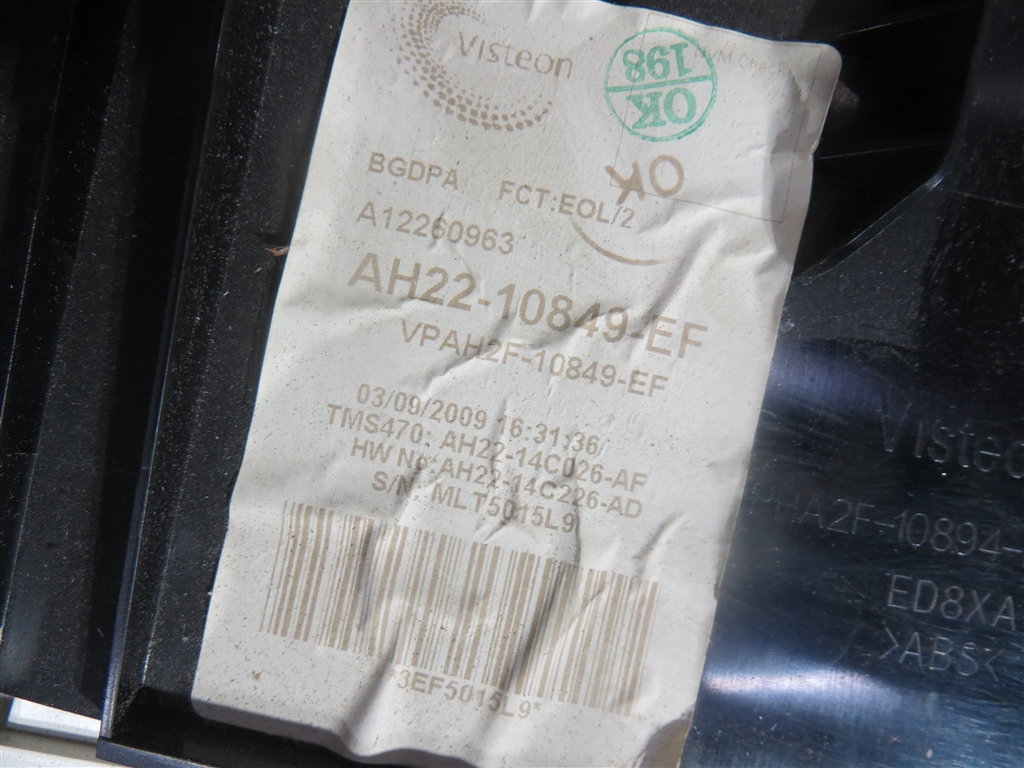 Visteon
OK
198
OK
BGDPA FCT:EOL/2
A12260963
AH22-10849-EF
VPAH2F-10849-EF
03/09/2009 16:31:36
TMS470: AH22-14C026-AF
HW No:AH22-14C226-AD
S/N: MLT5015L9
3EF5015L9*
Visteo
HA2F-10894-
ED8XA
>ABS<